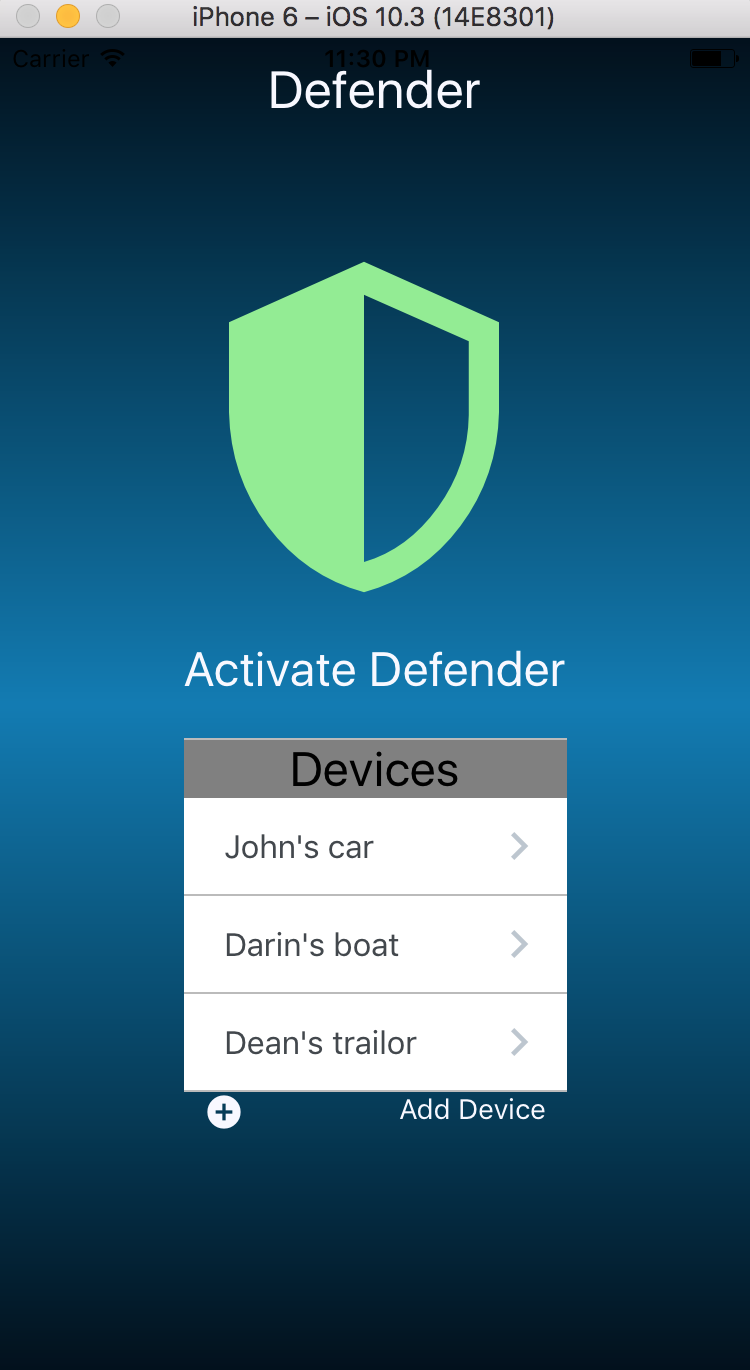 iPhone 6 – iOS 10.3 (14E8301)
Carrier 11:30 PM
Defender
Activate Defender
Devices
John's car
Darin's boat
Dean's trailor
Add Device